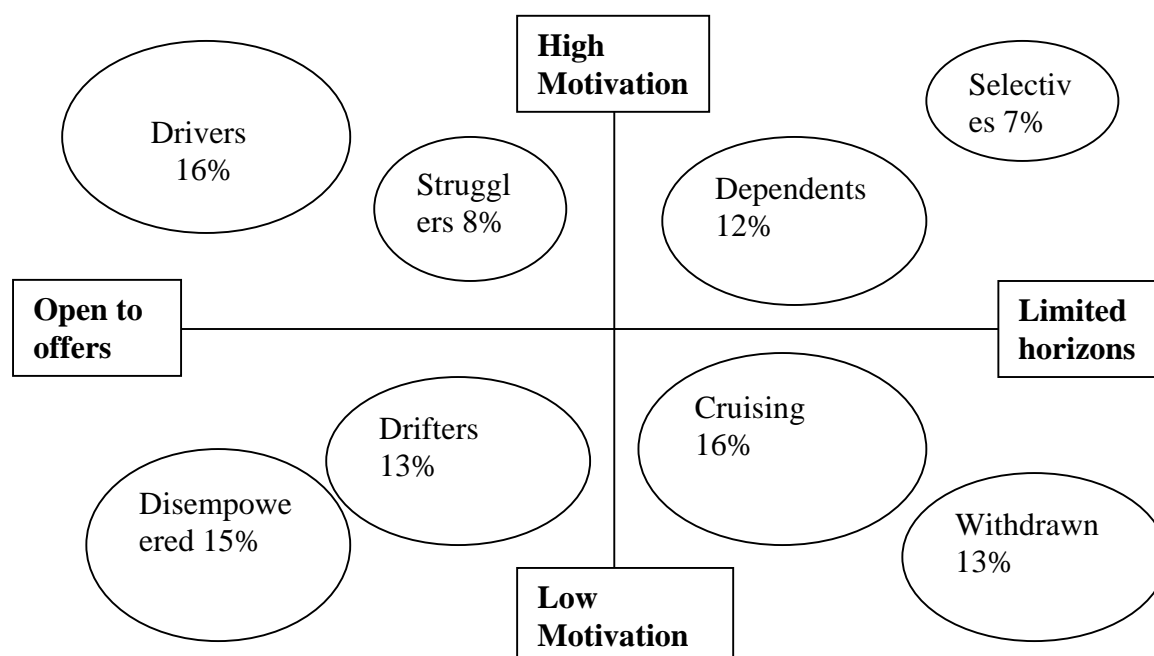 High
Motivation
Selectiv
es 7%
Drivers
16%
Struggl
ers 8%
Dependents
12%
Open to
offers
Limited
horizons
Drifters
13%
Cruising
16%
Disempowe
ered 15%
Withdrawn
13%
Low
Motivation